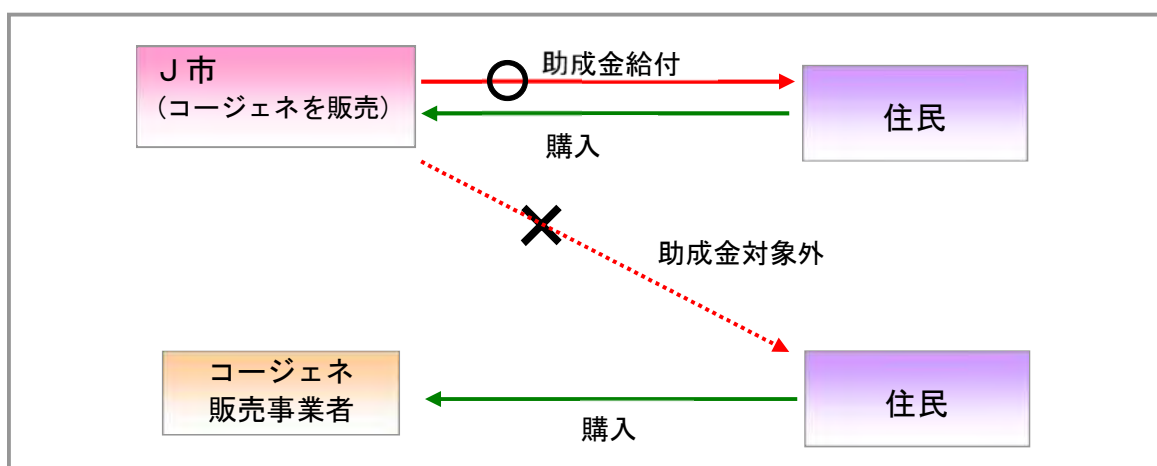 J市
(コージェネを販売)
助成金給付
住民
購入
助成金対象外
コージェネ
販売事業者
住民
購入